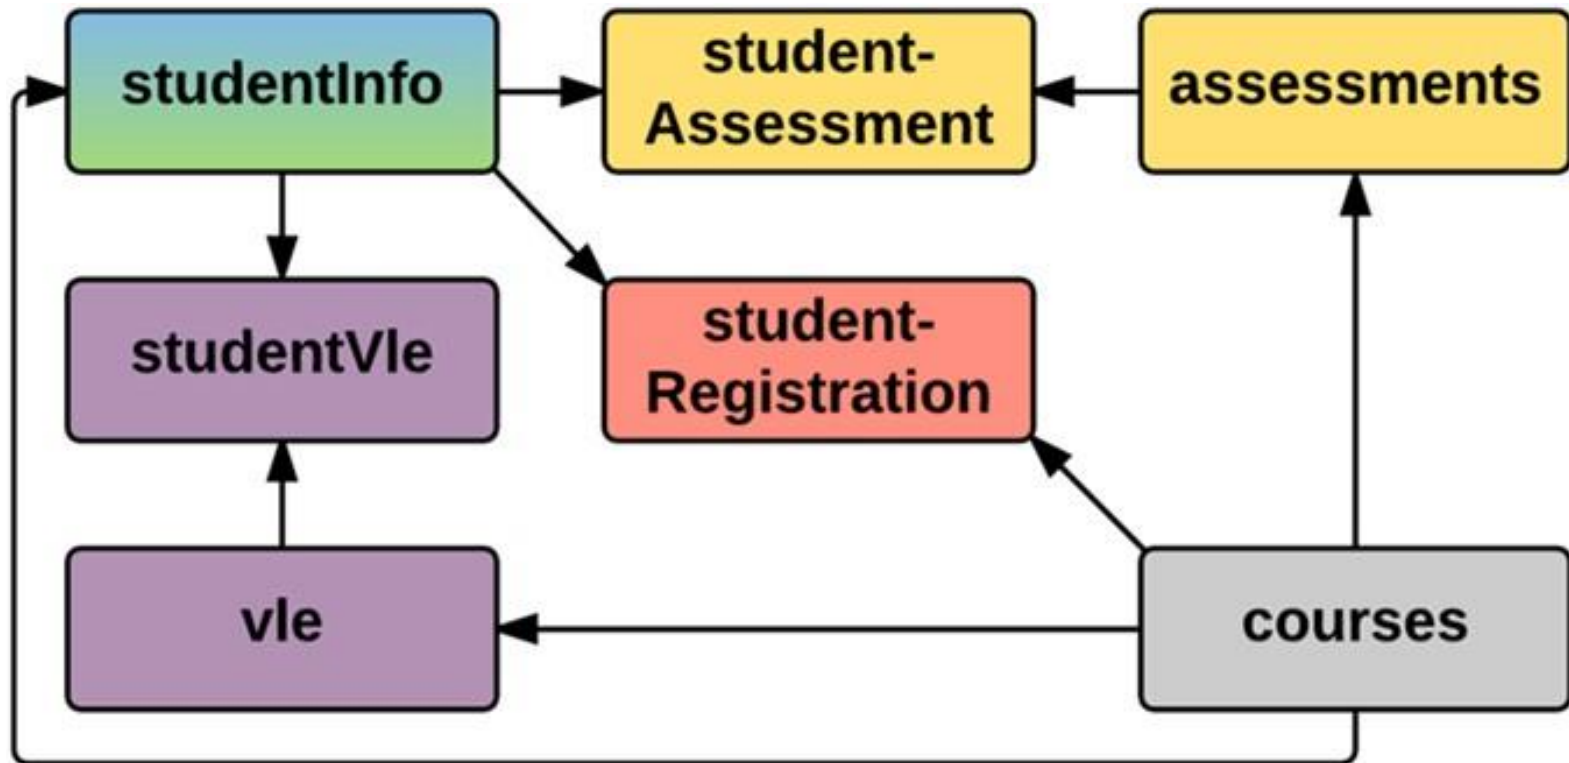 studentInfo
student-
Assessment
assessments
studentVle
student-
Registration
vle
courses